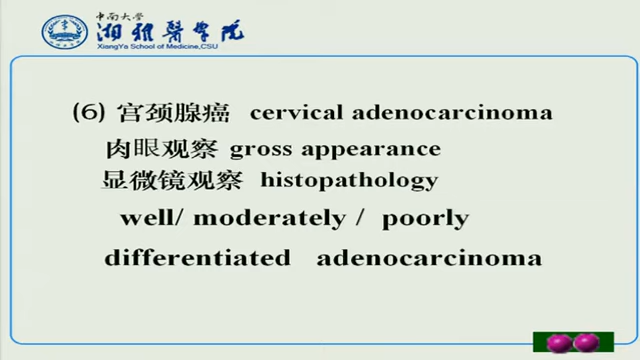 中南大学
湘雅醫学院
XiangYa School of Medicine,CSU
(6) 宫颈腺癌 cervical adenocarcinoma
肉眼观察 gross appearance
显微镜观察 histopathology
well/ moderately / poorly
differentiated adenocarcinoma